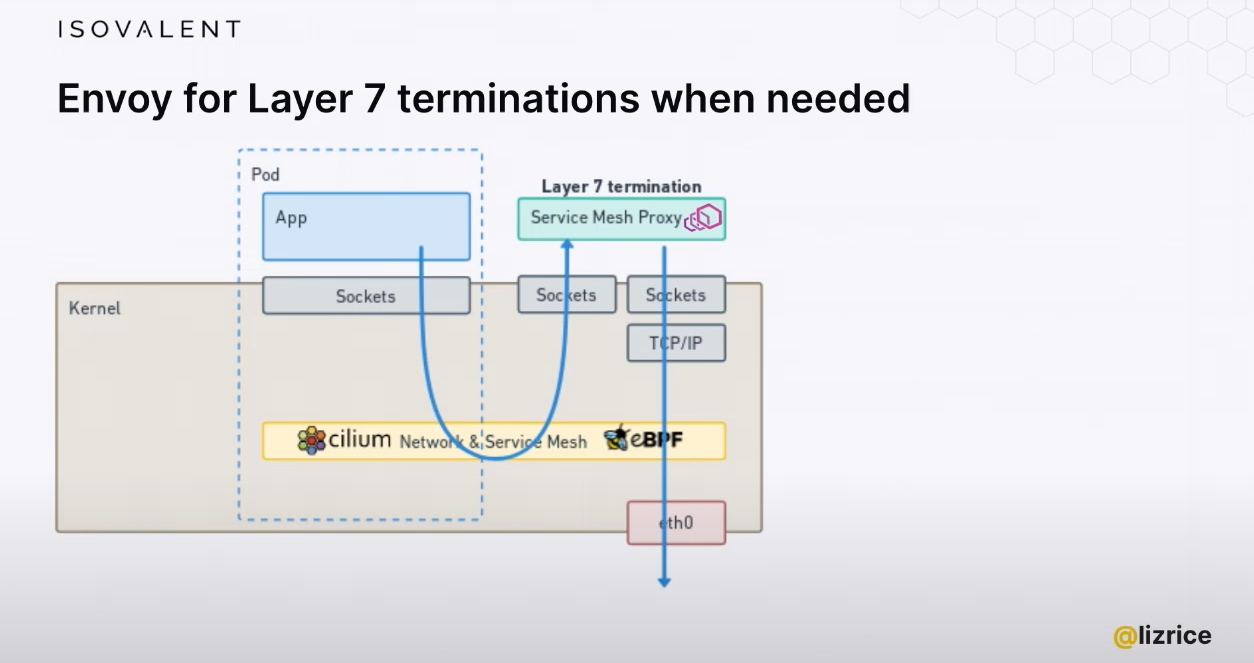 ISOVALENT
Envoy for Layer 7 terminations when needed
Pod
App
Layer 7 termination
Service Mesh Proxy
Kernel
Sockets
Sockets
Sockets
TCP/IP
cilium Network & Service Mesh eBPF
eth0
@lizrice